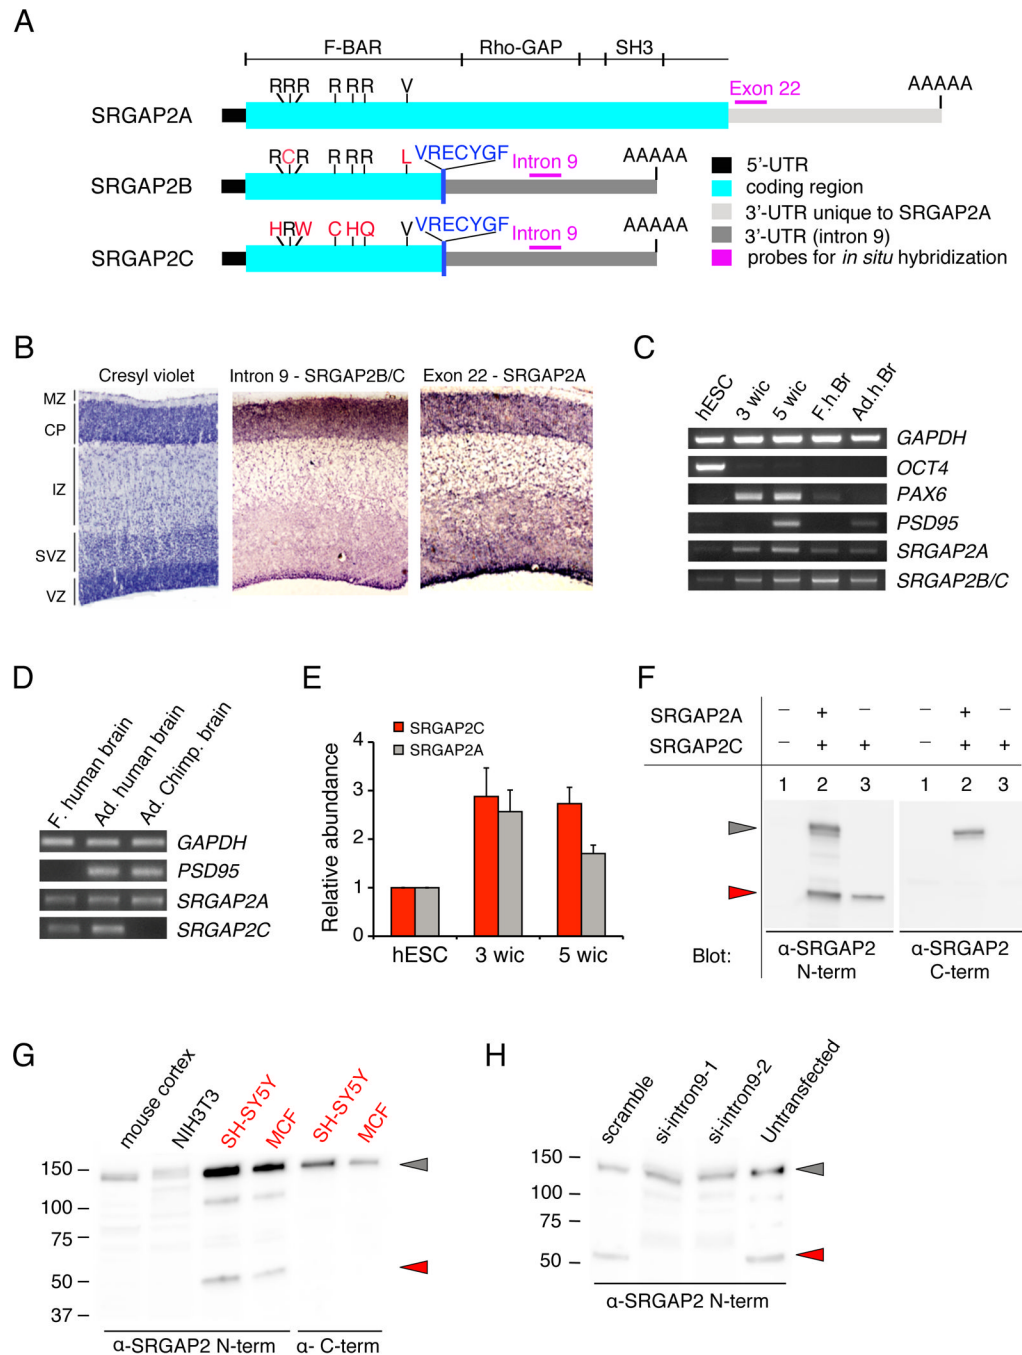 A
F-BAR Rho-GAP SH3
RRR R RR V Exon 22 AAAAA
SRGAP2A
RCR R RR L VRECYGF Intron 9 AAAAA
SRGAP2B
HRW C HQ V VRECYGF Intron 9 AAAAA
SRGAP2C
5'-UTR
coding region
3'-UTR unique to SRGAP2A
3'-UTR (intron 9)
probes for in situ hybridization
B
Cresyl violet Intron 9 - SRGAP2B/C Exon 22 - SRGAP2A
MZ
CP
IZ
SVZ
VZ
C
hESC 3 wic 5 wic F.h.Br Ad.h.Br
GAPDH
OCT4
PAX6
PSD95
SRGAP2A
SRGAP2B/C
D
F. human brain Ad. human brain Ad. Chimp. brain
GAPDH
PSD95
SRGAP2A
SRGAP2C
E
SRGAP2C
SRGAP2A
Relative abundance
4
3
2
1
0
hESC 3 wic 5 wic
F
SRGAP2A − + − − + −
SRGAP2C − + + − + +
1 2 3 1 2 3
Blot: α-SRGAP2 N-term α-SRGAP2 C-term
G
mouse cortex NIH3T3 SH-SY5Y MCF SH-SY5Y MCF
150
100
75
50
37
α-SRGAP2 N-term α- C-term
H
scramble si-intron9-1 si-intron9-2 Untransfected
150
100
75
50
α-SRGAP2 N-term